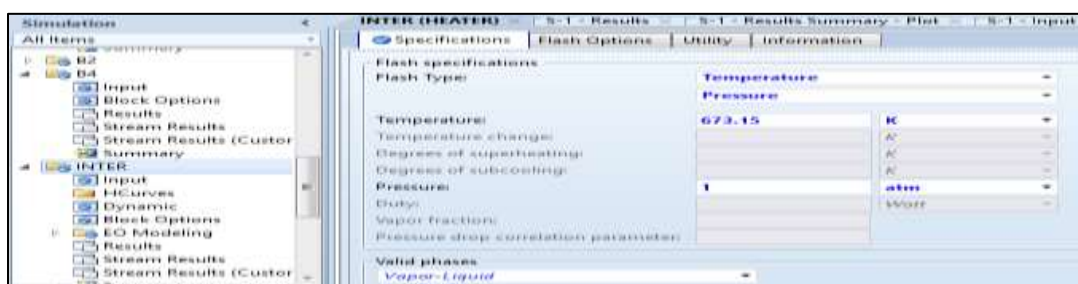 Simulation
All Items
Summary
B2
B4
Input
Block Options
Results
Stream Results
Stream Results (Custor
Summary
INTER
Input
HCurves
Dynamic
Block Options
EO Modeling
Results
Stream Results
Stream Results (Custor
INTER (HEATER) S-1 - Results S-1 - Results Summary - Plot S-1 - Input
Specifications Flash Options Utility Information
Flash specifications
Flash Type: Temperature
Pressure
Temperature: 673.15 K
Temperature change: K
Degrees of superheating: K
Degrees of subcooling: K
Pressure: 1 atm
Duty: Watt
Vapor fraction:
Pressure drop correlation parameter:
Valid phases
Vapor-Liquid